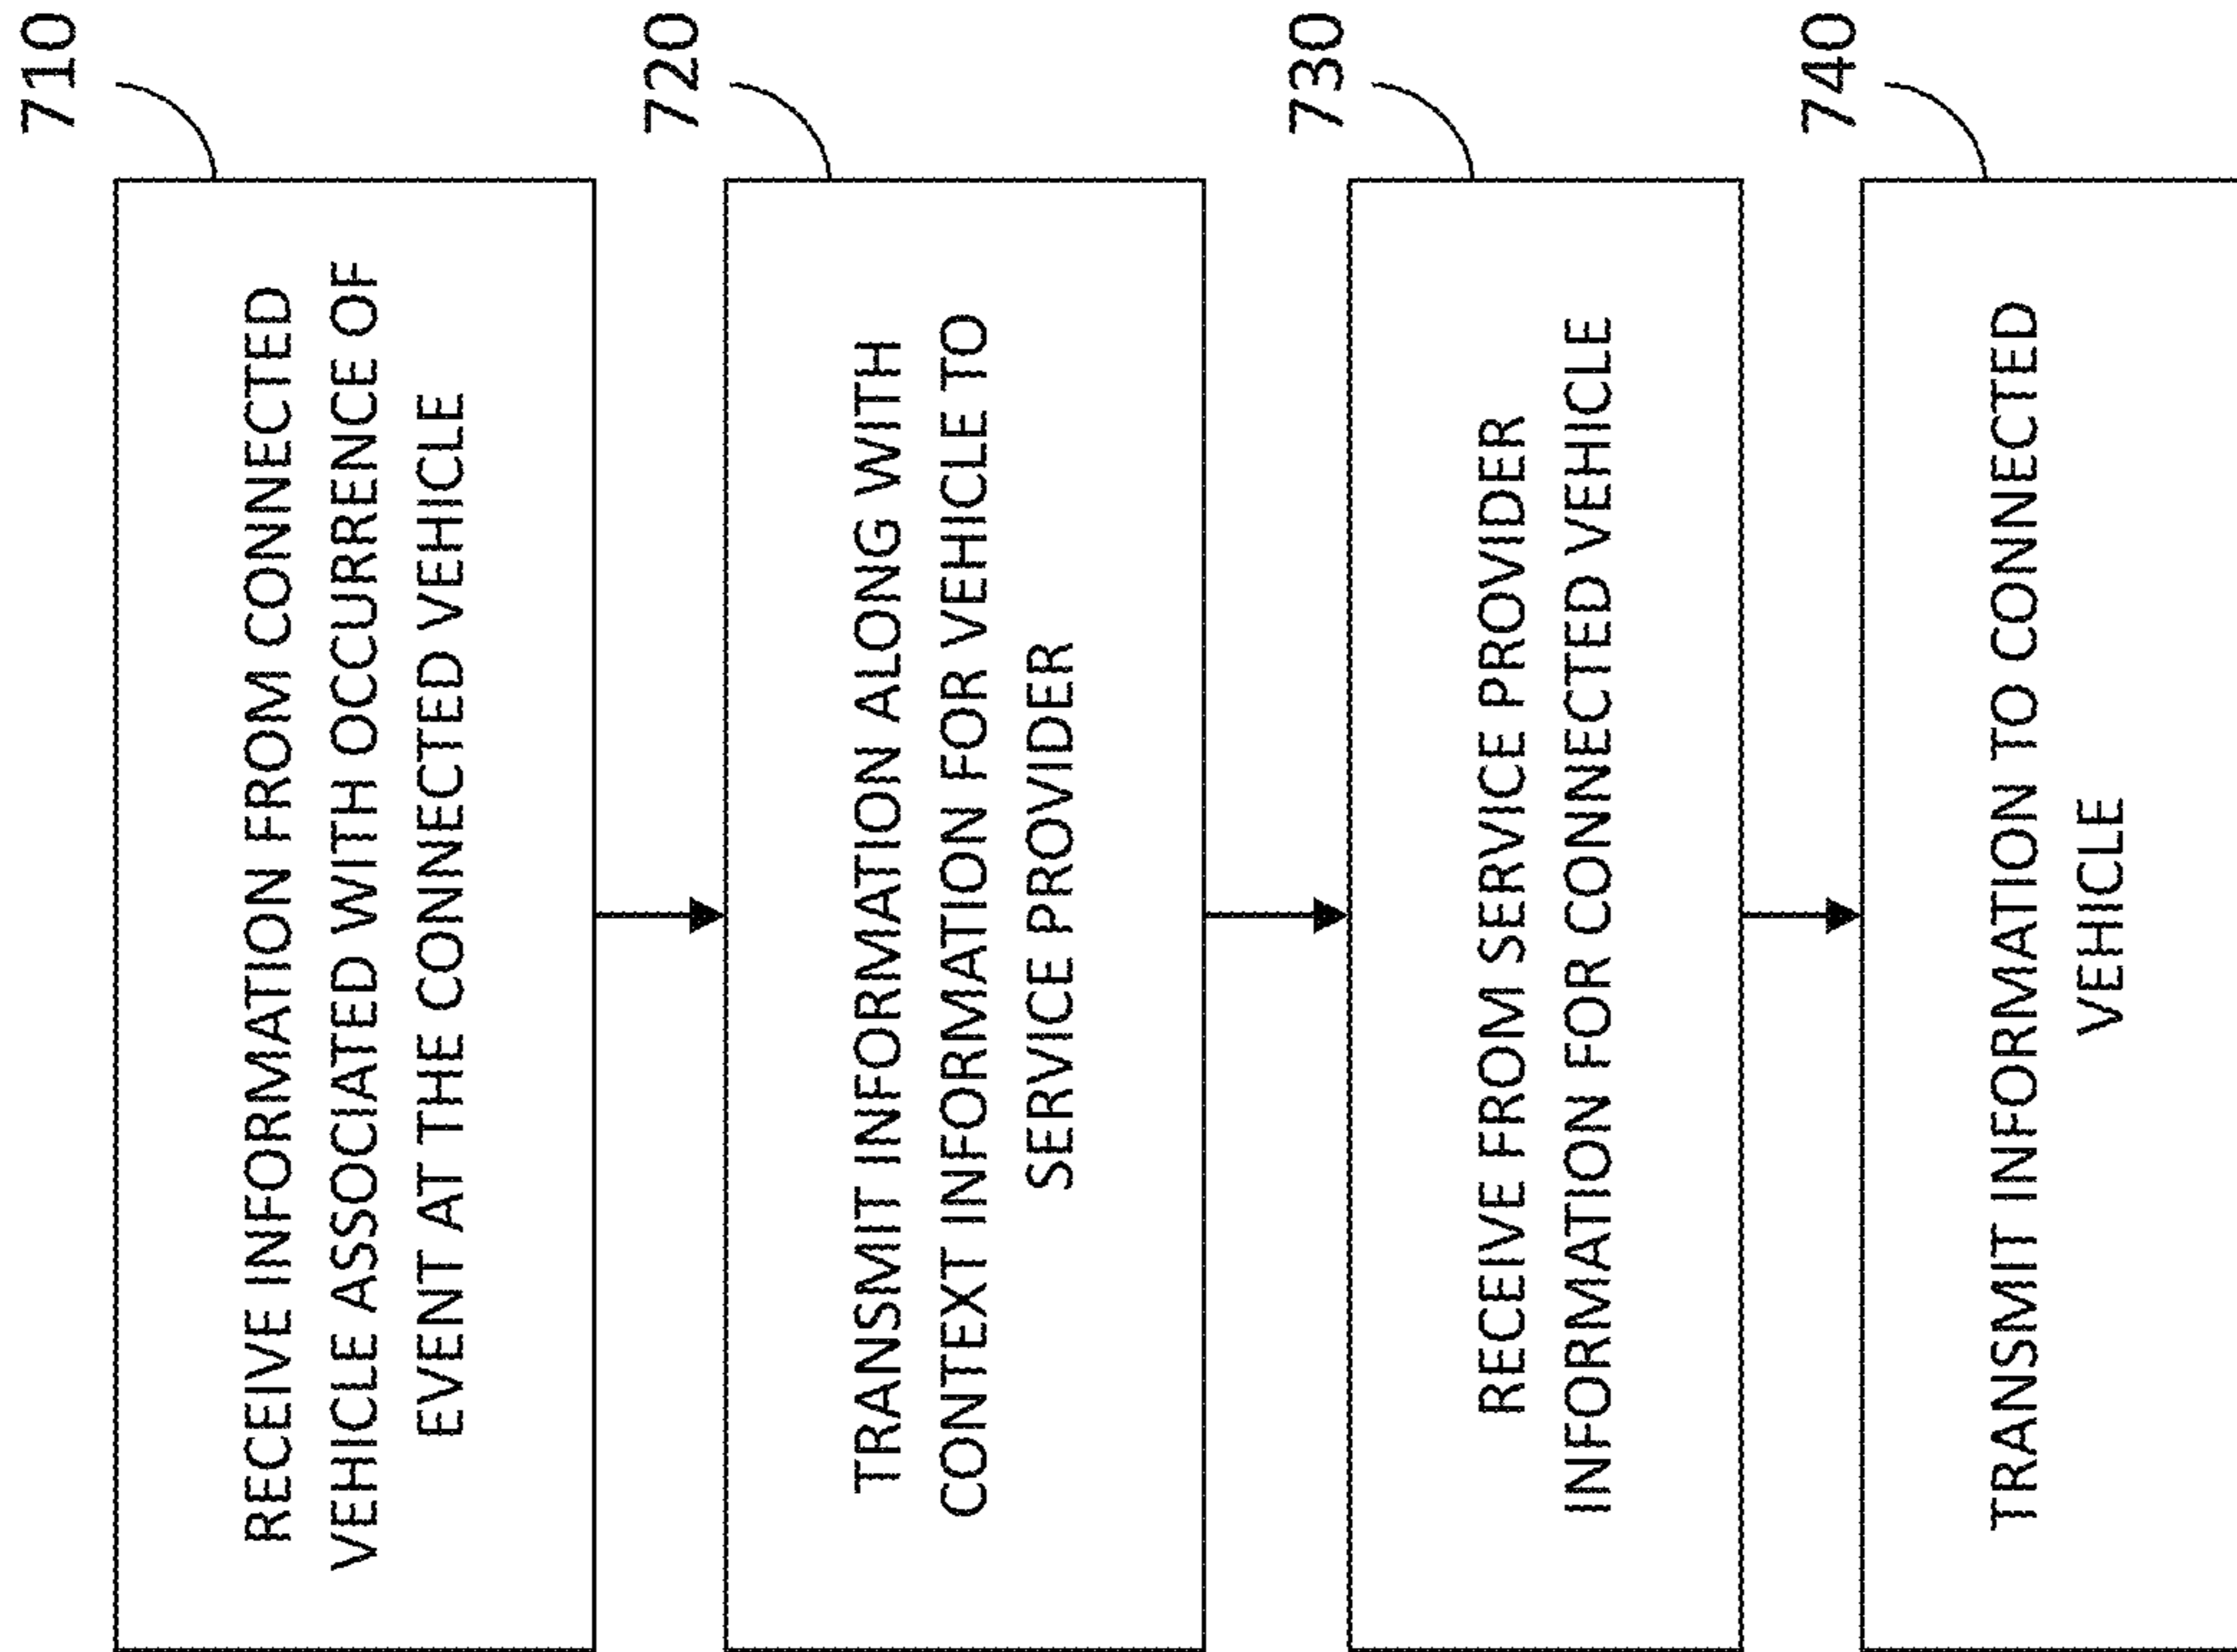 710
RECEIVE INFORMATION FROM CONNECTED
VEHICLE ASSOCIATED WITH OCCURRENCE OF
EVENT AT THE CONNECTED VEHICLE
720
TRANSMIT INFORMATION ALONG WITH
CONTEXT INFORMATION FOR VEHICLE TO
SERVICE PROVIDER
730
RECEIVE FROM SERVICE PROVIDER
INFORMATION FOR CONNECTED VEHICLE
740
TRANSMIT INFORMATION TO CONNECTED
VEHICLE